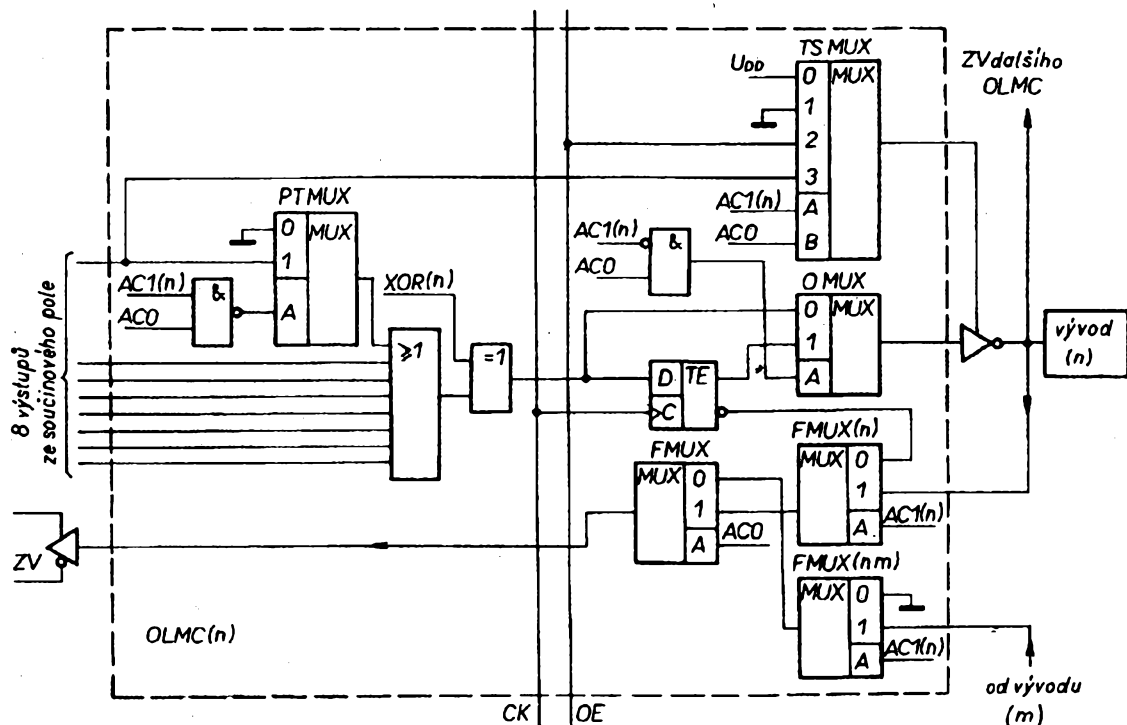 TS MUX
ZV dalšího
OLMC
UDD
0
MUX
1
2
3
AC1(n)
A
AC0
B
PT MUX
0
MUX
1
AC1(n)
AC0
&
A
8 výstupů
ze součinového pole
XOR(n)
≥1
=1
AC1(n)
AC0
&
O MUX
0
MUX
1
A
vývod
(n)
D
TE
C
FMUX
MUX
0
1
A
AC0
FMUX(n)
MUX
0
1
A
AC1(n)
FMUX(nm)
MUX
0
1
A
AC1(n)
ZV
OLMC(n)
od vývodu
(m)
CK
OE